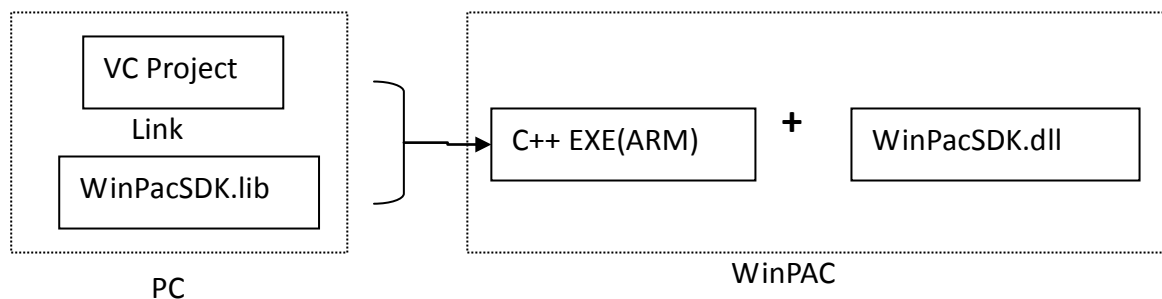 VC Project
Link
WinPacSDK.lib
PC
C++ EXE(ARM)
+
WinPacSDK.dll
WinPAC